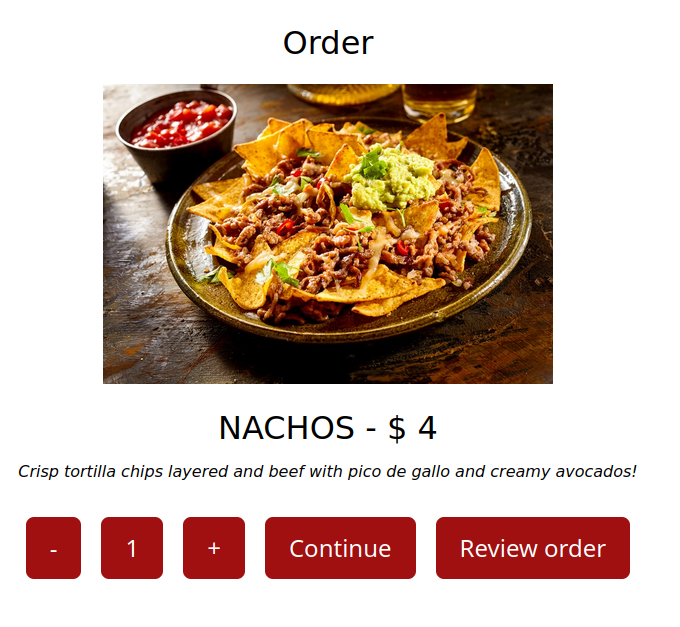 Order
NACHOS - $ 4
Crisp tortilla chips layered and beef with pico de gallo and creamy avocados!
- 1 + Continue Review order